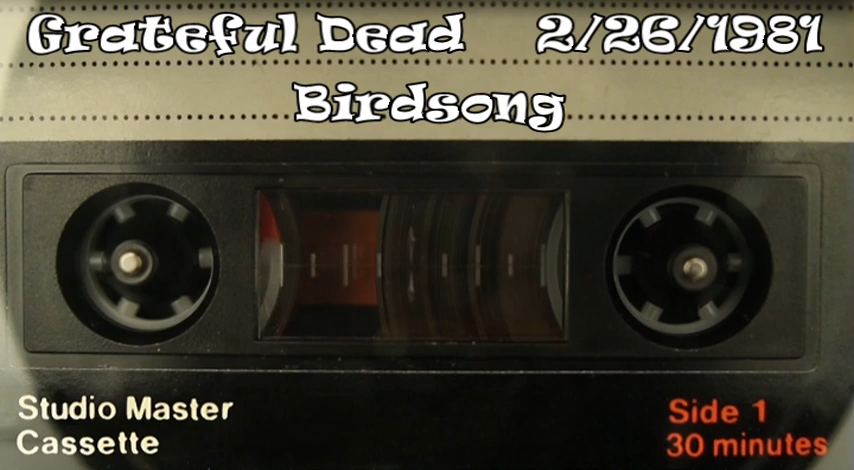 Grateful Dead 2/26/1981
Birdsong
Studio Master
Cassette
Side 1
30 minutes